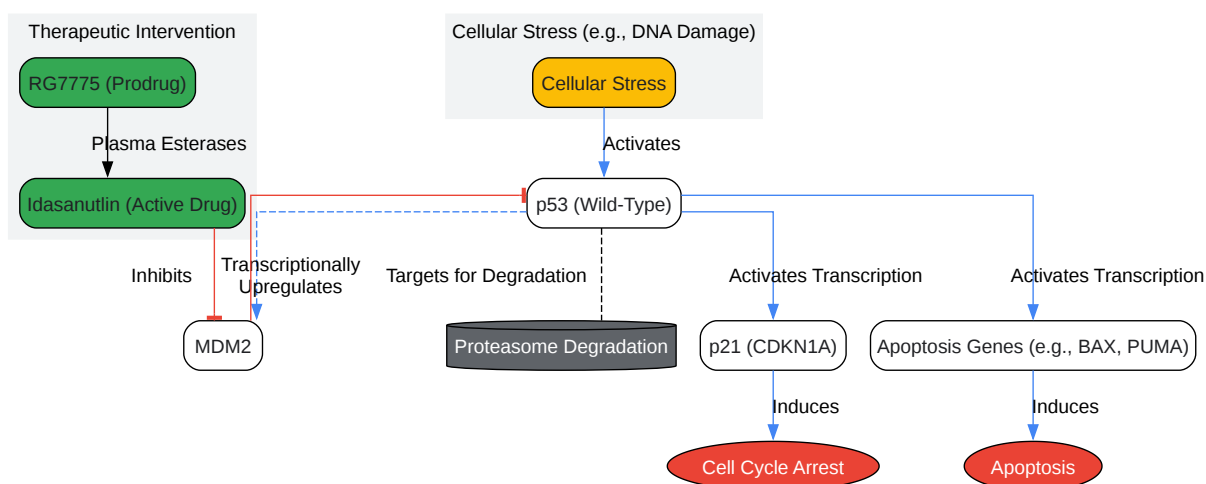 Therapeutic Intervention
Cellular Stress (e.g., DNA Damage)
RG7775 (Prodrug)
Cellular Stress
Plasma Esterases
Activates
Idasanutlin (Active Drug)
p53 (Wild-Type)
Inhibits
Transcriptionally
Upregulates
Targets for Degradation
Activates Transcription
Activates Transcription
MDM2
Proteasome Degradation
p21 (CDKN1A)
Apoptosis Genes (e.g., BAX, PUMA)
Induces
Induces
Cell Cycle Arrest
Apoptosis